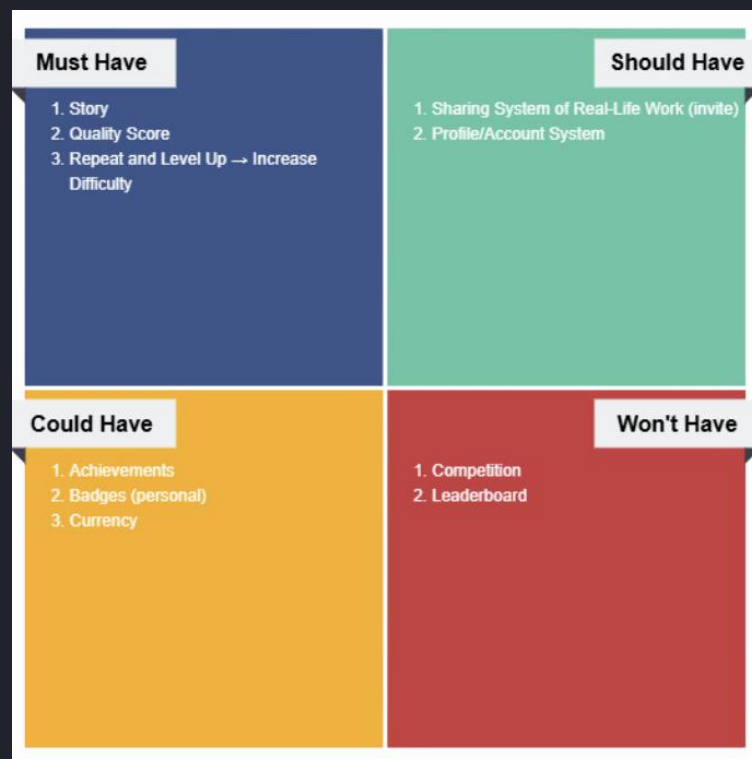 Must Have
1. Story
2. Quality Score
3. Repeat and Level Up → Increase
Difficulty
Should Have
1. Sharing System of Real-Life Work (invite)
2. Profile/Account System
Could Have
1. Achievements
2. Badges (personal)
3. Currency
Won't Have
1. Competition
2. Leaderboard